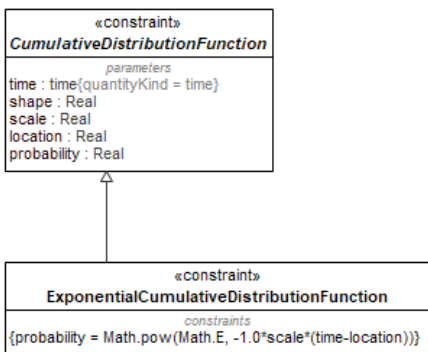 «constraint»
CumulativeDistributionFunction
parameters
time : time{quantityKind = time}
shape : Real
scale : Real
location : Real
probability : Real
«constraint»
ExponentialCumulativeDistributionFunction
constraints
{probability = Math.pow(Math.E, -1.0*scale*(time-location))}